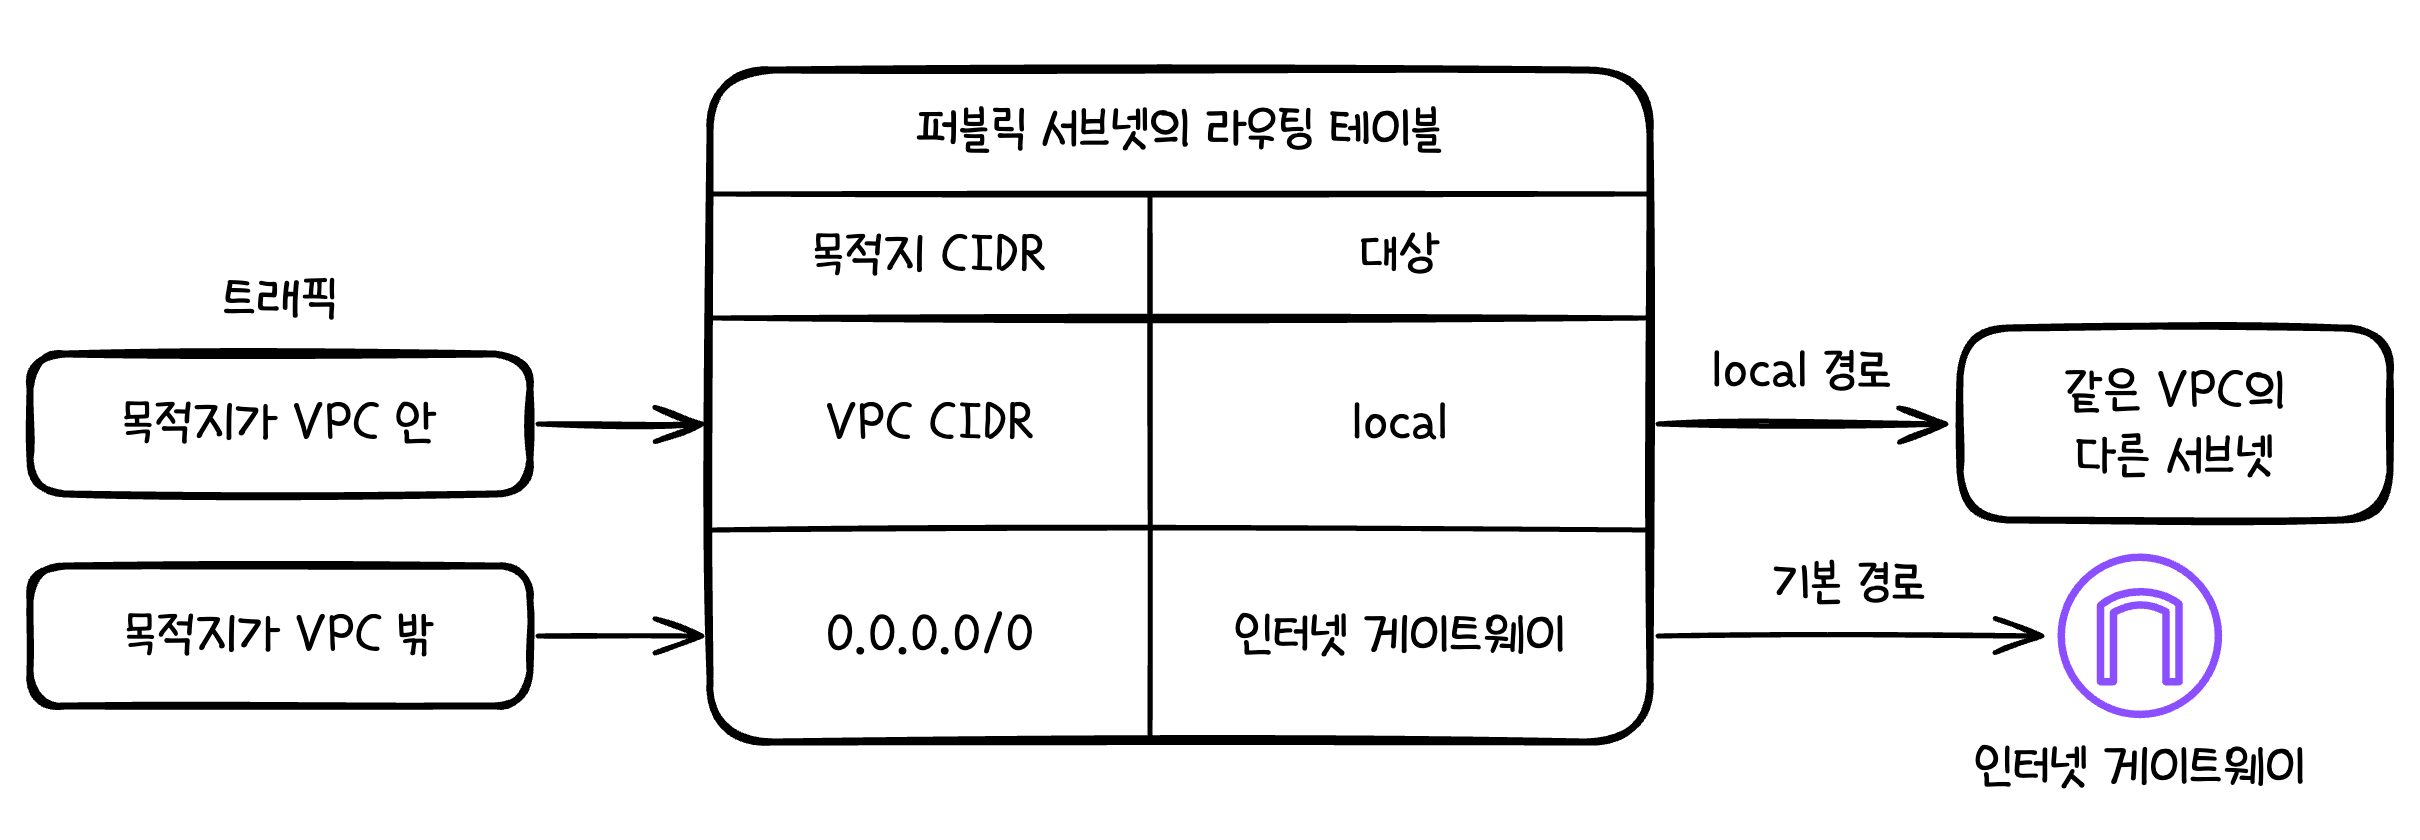 퍼블릭 서브넷의 라우팅 테이블
목적지 CIDR
대상
트래픽
목적지가 VPC 안
VPC CIDR
local
local 경로
같은 VPC의
다른 서브넷
목적지가 VPC 밖
0.0.0.0/0
인터넷 게이트웨이
기본 경로
인터넷 게이트웨이